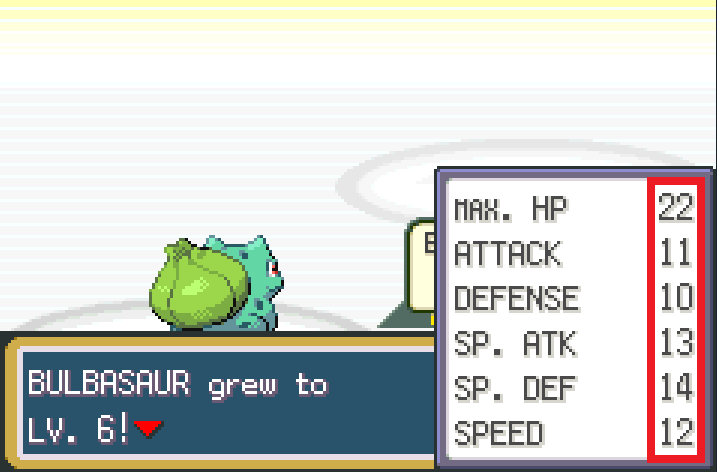 MAX. HP 22
ATTACK 11
DEFENSE 10
SP. ATK 13
SP. DEF 14
SPEED 12
BULBASAUR grew to
LV. 6!